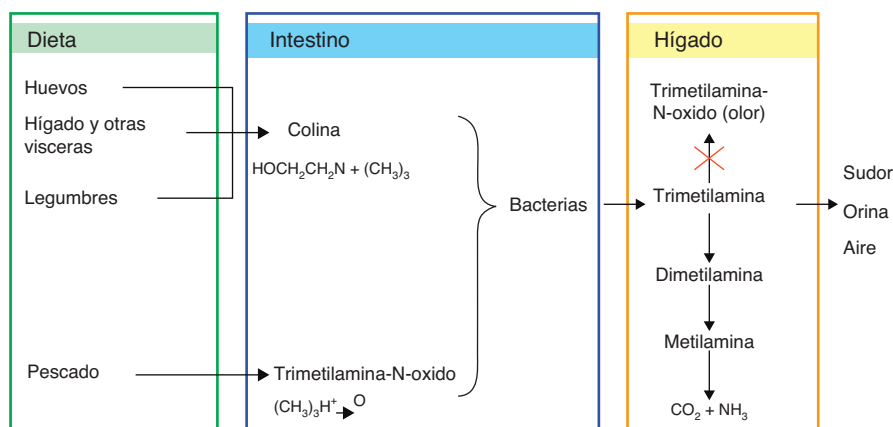 Dieta
Huevos
Hígado y otras
visceras
Legumbres
Pescado
Intestino
Colina
HOCH₂CH₂N + (CH₃)₃
Bacterias
Trimetilamina-N-oxido
(CH₃)₃H⁺→O
Hígado
Trimetilamina-
N-oxido (olor)
Trimetilamina
Dimetilamina
Metilamina
CO₂ + NH₃
Sudor
Orina
Aire